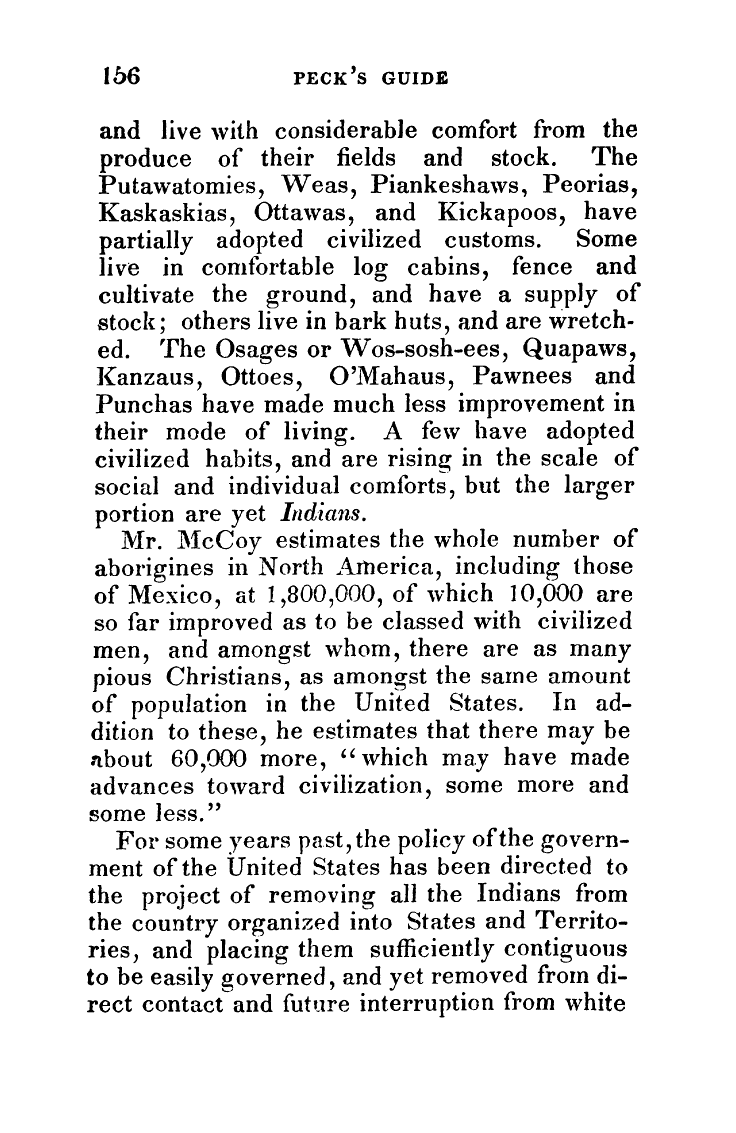 156 PECK'S GUIDE
and live with considerable comfort from the
produce of their fields and stock. The
Putawatomies, Weas, Piankeshaws, Peorias,
Kaskaskias, Ottawas, and Kickapoos, have
partially adopted civilized customs. Some
live in comfortable log cabins, fence and
cultivate the ground, and have a supply of
stock; others live in bark huts, and are wretch-
ed. The Osages or Wos-sosh-ees, Quapaws,
Kanzaus, Ottoes, O'Mahaus, Pawnees and
Punchas have made much less improvement in
their mode of living. A few have adopted
civilized habits, and are rising in the scale of
social and individual comforts, but the larger
portion are yet Indians.
Mr. McCoy estimates the whole number of
aborigines in North America, including those
of Mexico, at 1,800,000, of which 10,000 are
so far improved as to be classed with civilized
men, and amongst whom, there are as many
pious Christians, as amongst the same amount
of population in the United States. In ad-
dition to these, he estimates that there may be
about 60,000 more, "which may have made
advances toward civilization, some more and
some less."
For some years past, the policy of the govern-
ment of the United States has been directed to
the project of removing all the Indians from
the country organized into States and Territo-
ries, and placing them sufficiently contiguous
to be easily governed, and yet removed from di-
rect contact and future interruption from white